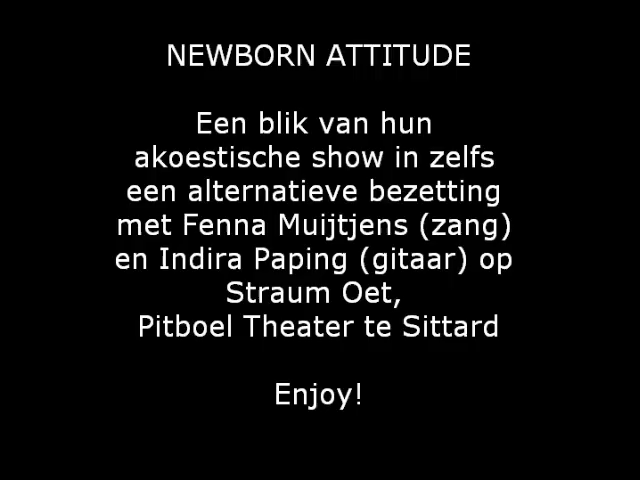 NEWBORN ATTITUDE
Een blik van hun
akoestische show in zelfs
een alternatieve bezetting
met Fenna Muijtjens (zang)
en Indira Paping (gitaar) op
Straum Oet,
Pitboel Theater te Sittard
Enjoy!